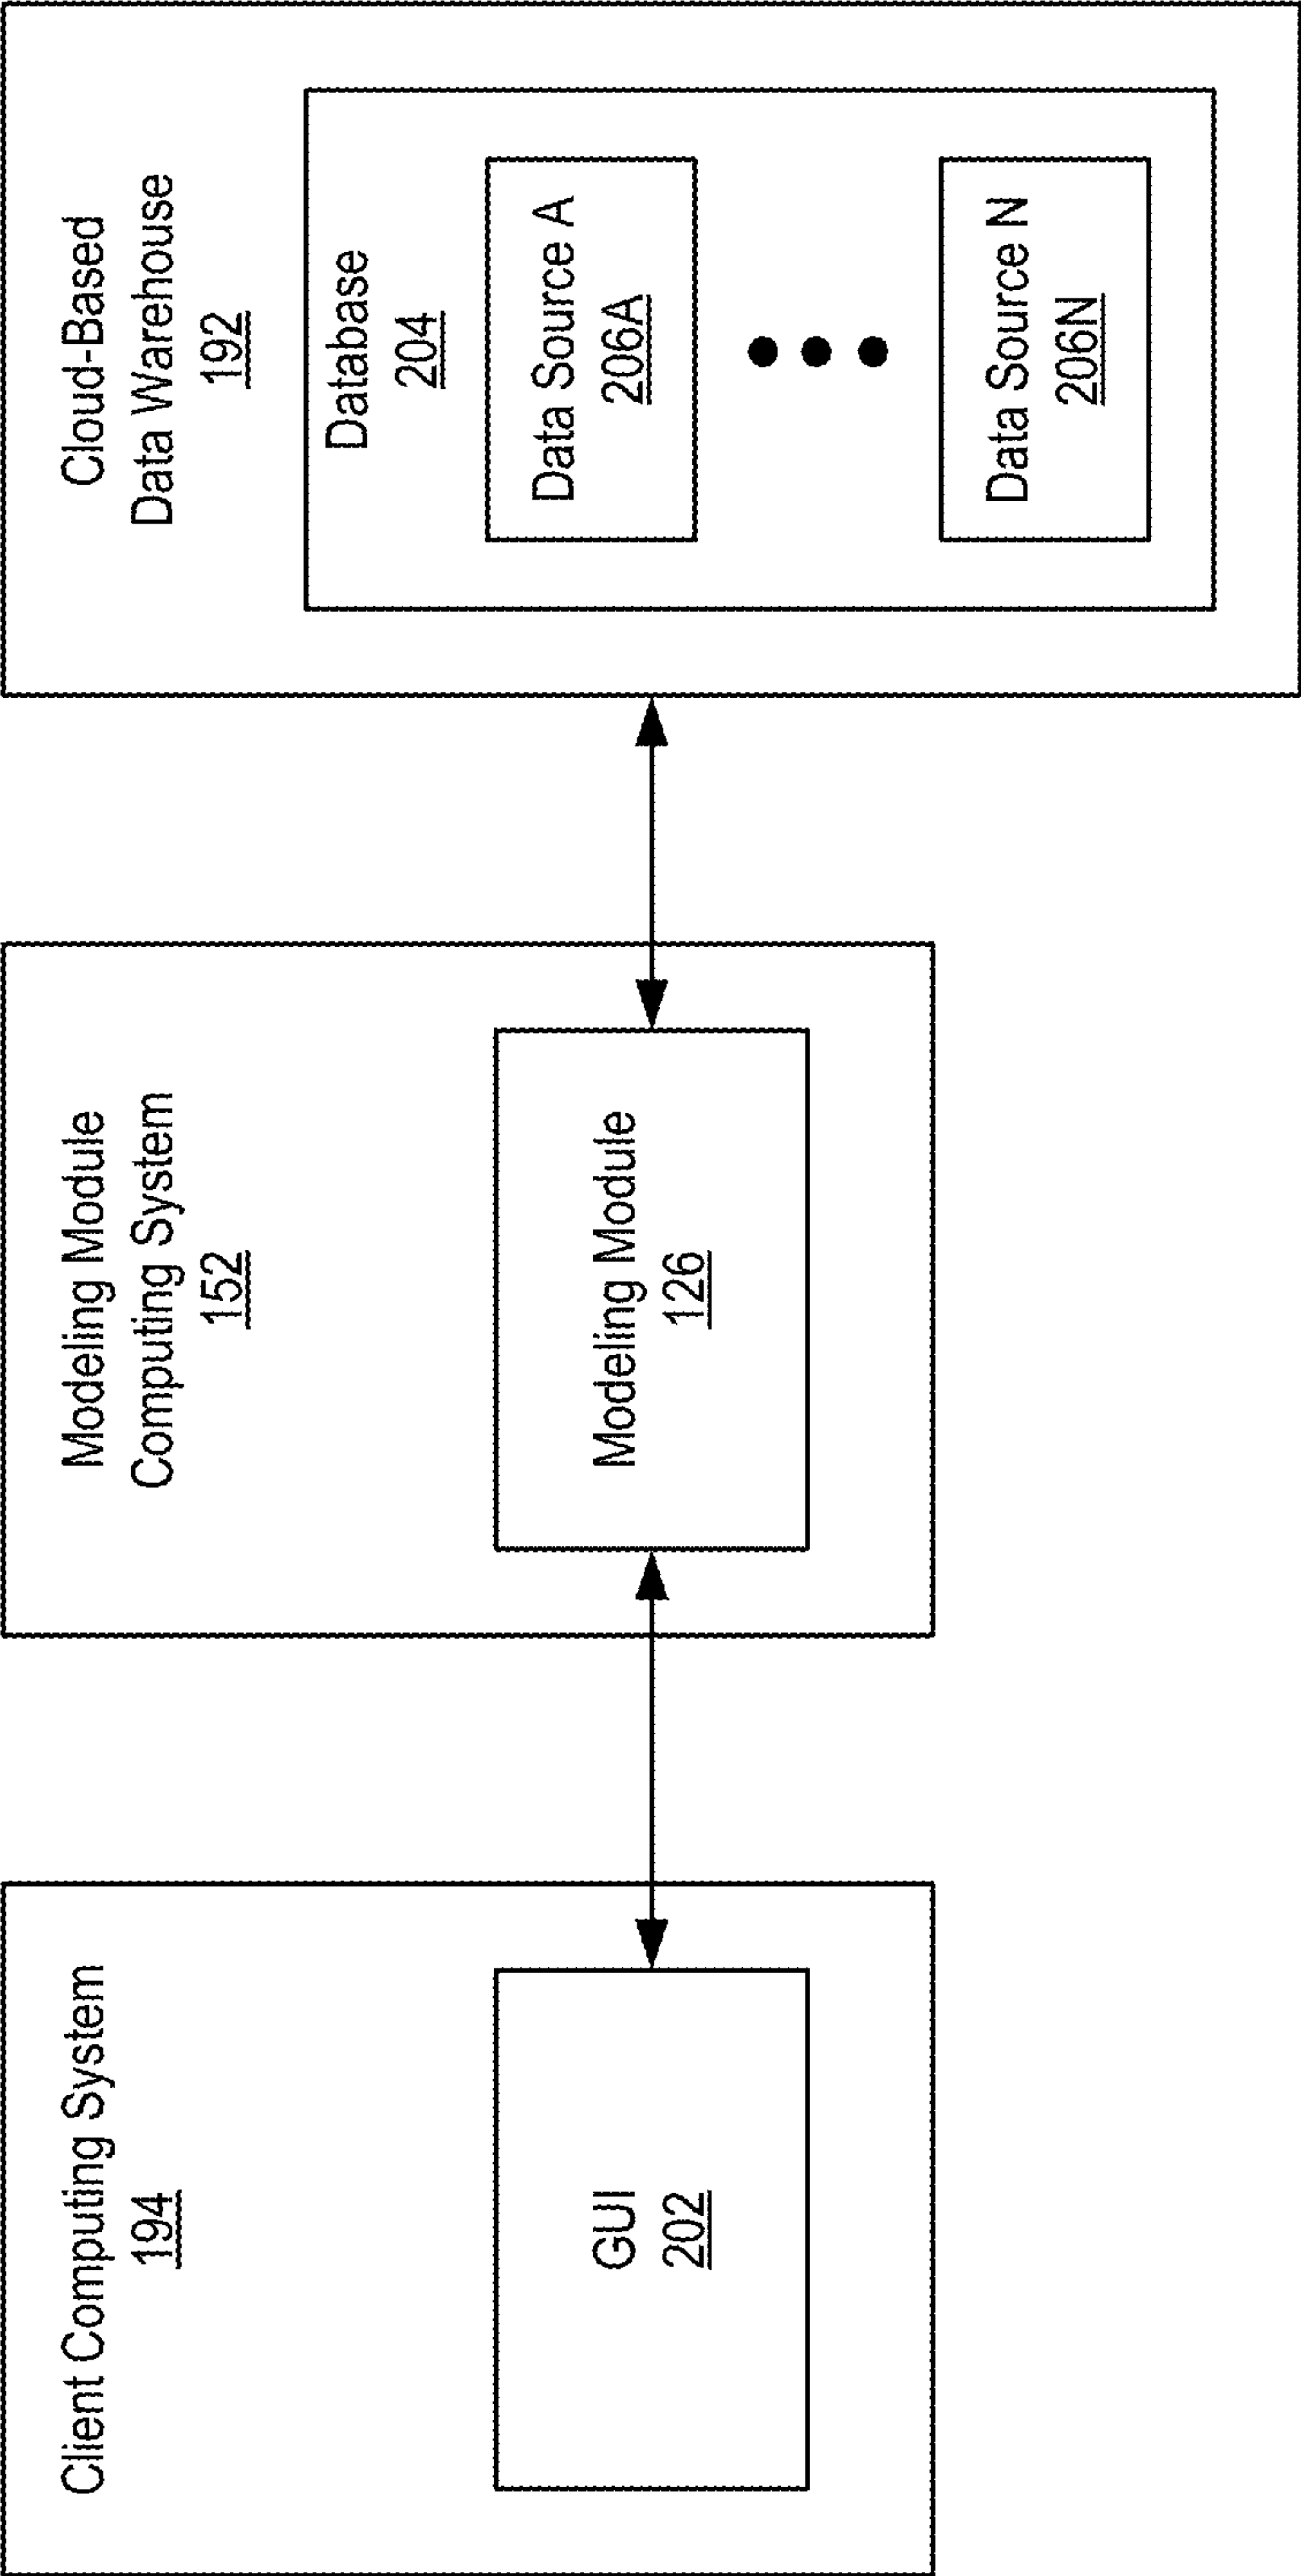 Client Computing System
194
GUI
202
Modeling Module
Computing System
152
Modeling Module
126
Cloud-Based
Data Warehouse
192
Database
204
Data Source A
206A
Data Source N
206N